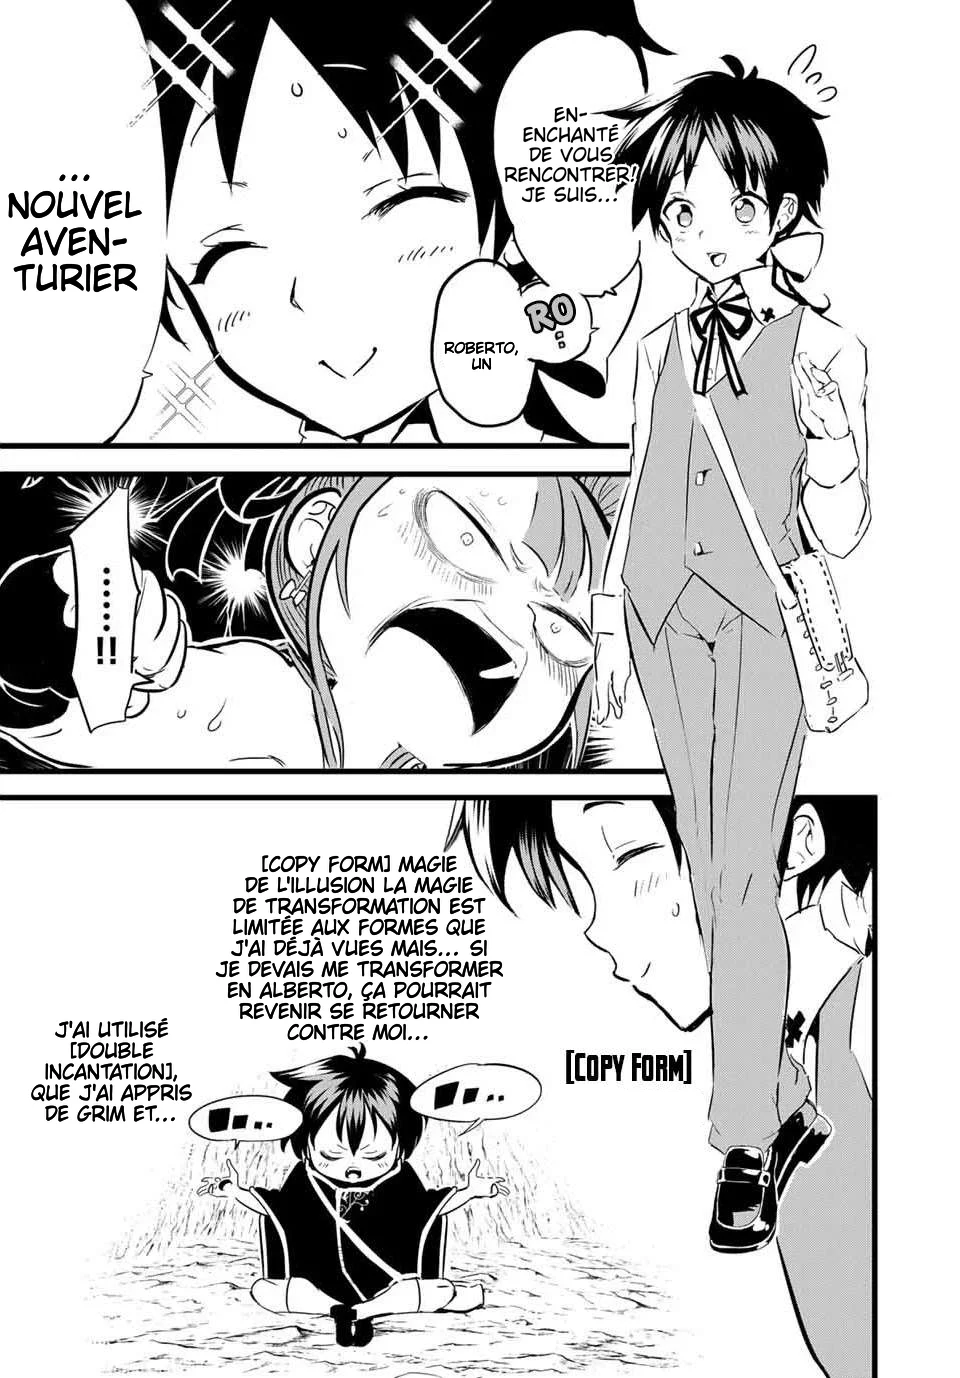 EN-
ENCHANTÉ
DE VOUS
RENCONTRER!
JE SUIS...
RO
:
ROBERTO,
UN
...
NOUVEL
AVEN-
TURIER
........!!
[COPY FORM] MAGIE
DE L'ILLUSION LA MAGIE
DE TRANSFORMATION EST
LIMITÉE AUX FORMES QUE
J'AI DÉJÀ VUES MAIS... SI
JE DEVAIS ME TRANSFORMER
EN ALBERTO, ÇA POURRAIT
REVENIR SE RETOURNER
CONTRE MOI...
[COPY FORM]
J'AI UTILISÉ
[DOUBLE
INCANTATION],
QUE J'AI APPRIS
DE GRIM ET...